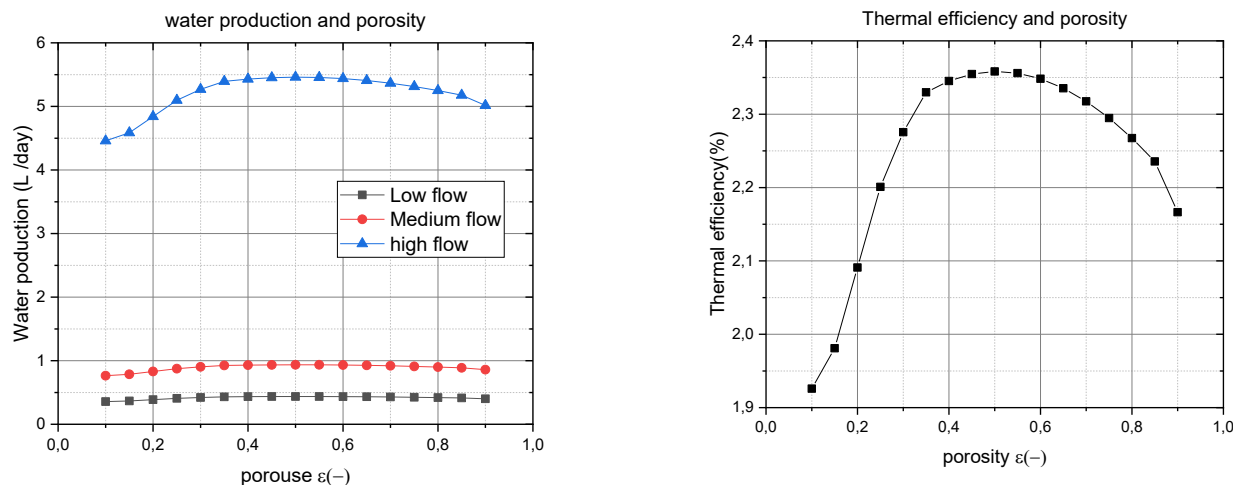 water production and porosity
6
5
4
3
2
1
0
Water poduction (L /day)
Low flow
Medium flow
high flow
0,0 0,2 0,4 0,6 0,8 1,0
porouse ε(−)
Thermal efficiency and porosity
2,4
2,3
2,2
2,1
2,0
1,9
Thermal efficiency(%)
0,0 0,2 0,4 0,6 0,8 1,0
porosity ε(−)